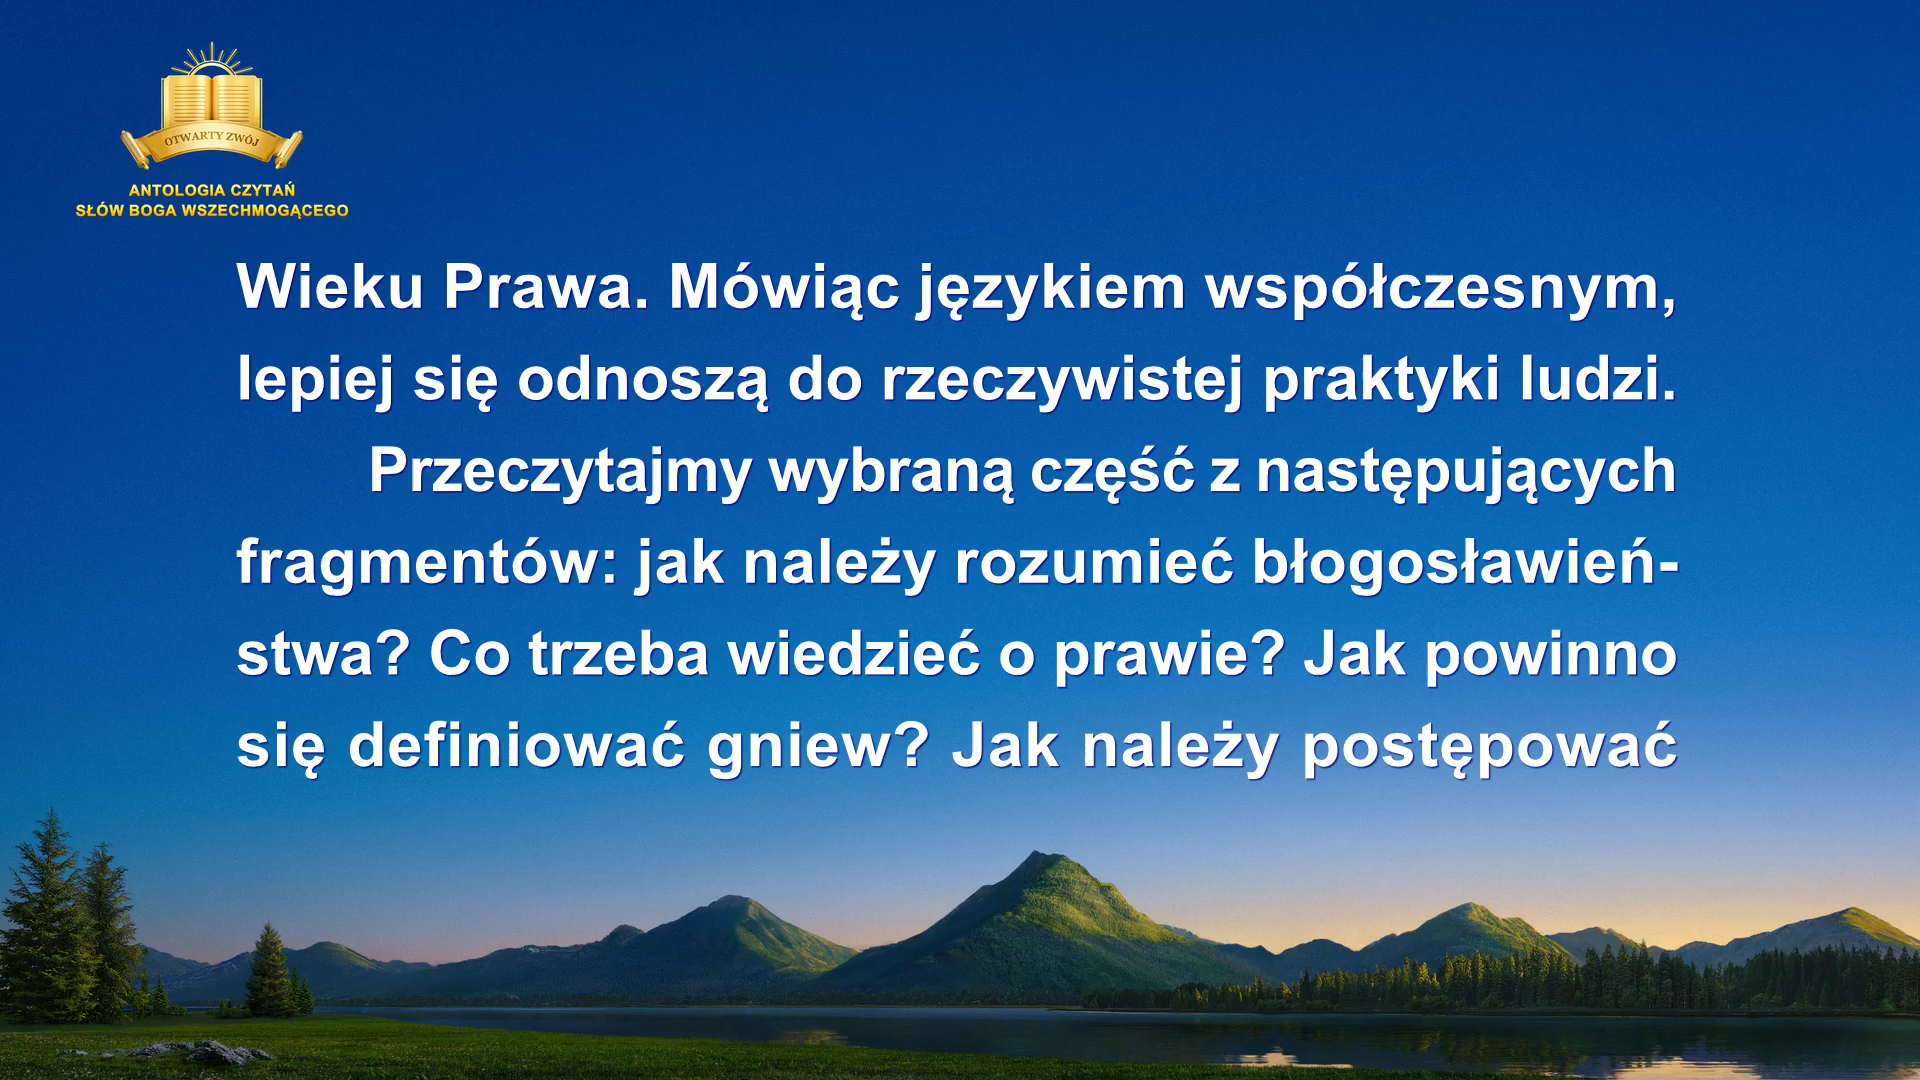 OTWARTY ZWÓJ
ANTOLOGIA CZYTAŃ
SŁÓW BOGA WSZECHMOGĄCEGO
Wieku Prawa. Mówiąc językiem współczesnym,
lepiej się odnoszą do rzeczywistej praktyki ludzi.
Przeczytajmy wybraną część z następujących
fragmentów: jak należy rozumieć błogosławień-
stwa? Co trzeba wiedzieć o prawie? Jak powinno
się definiować gniew? Jak należy postępować